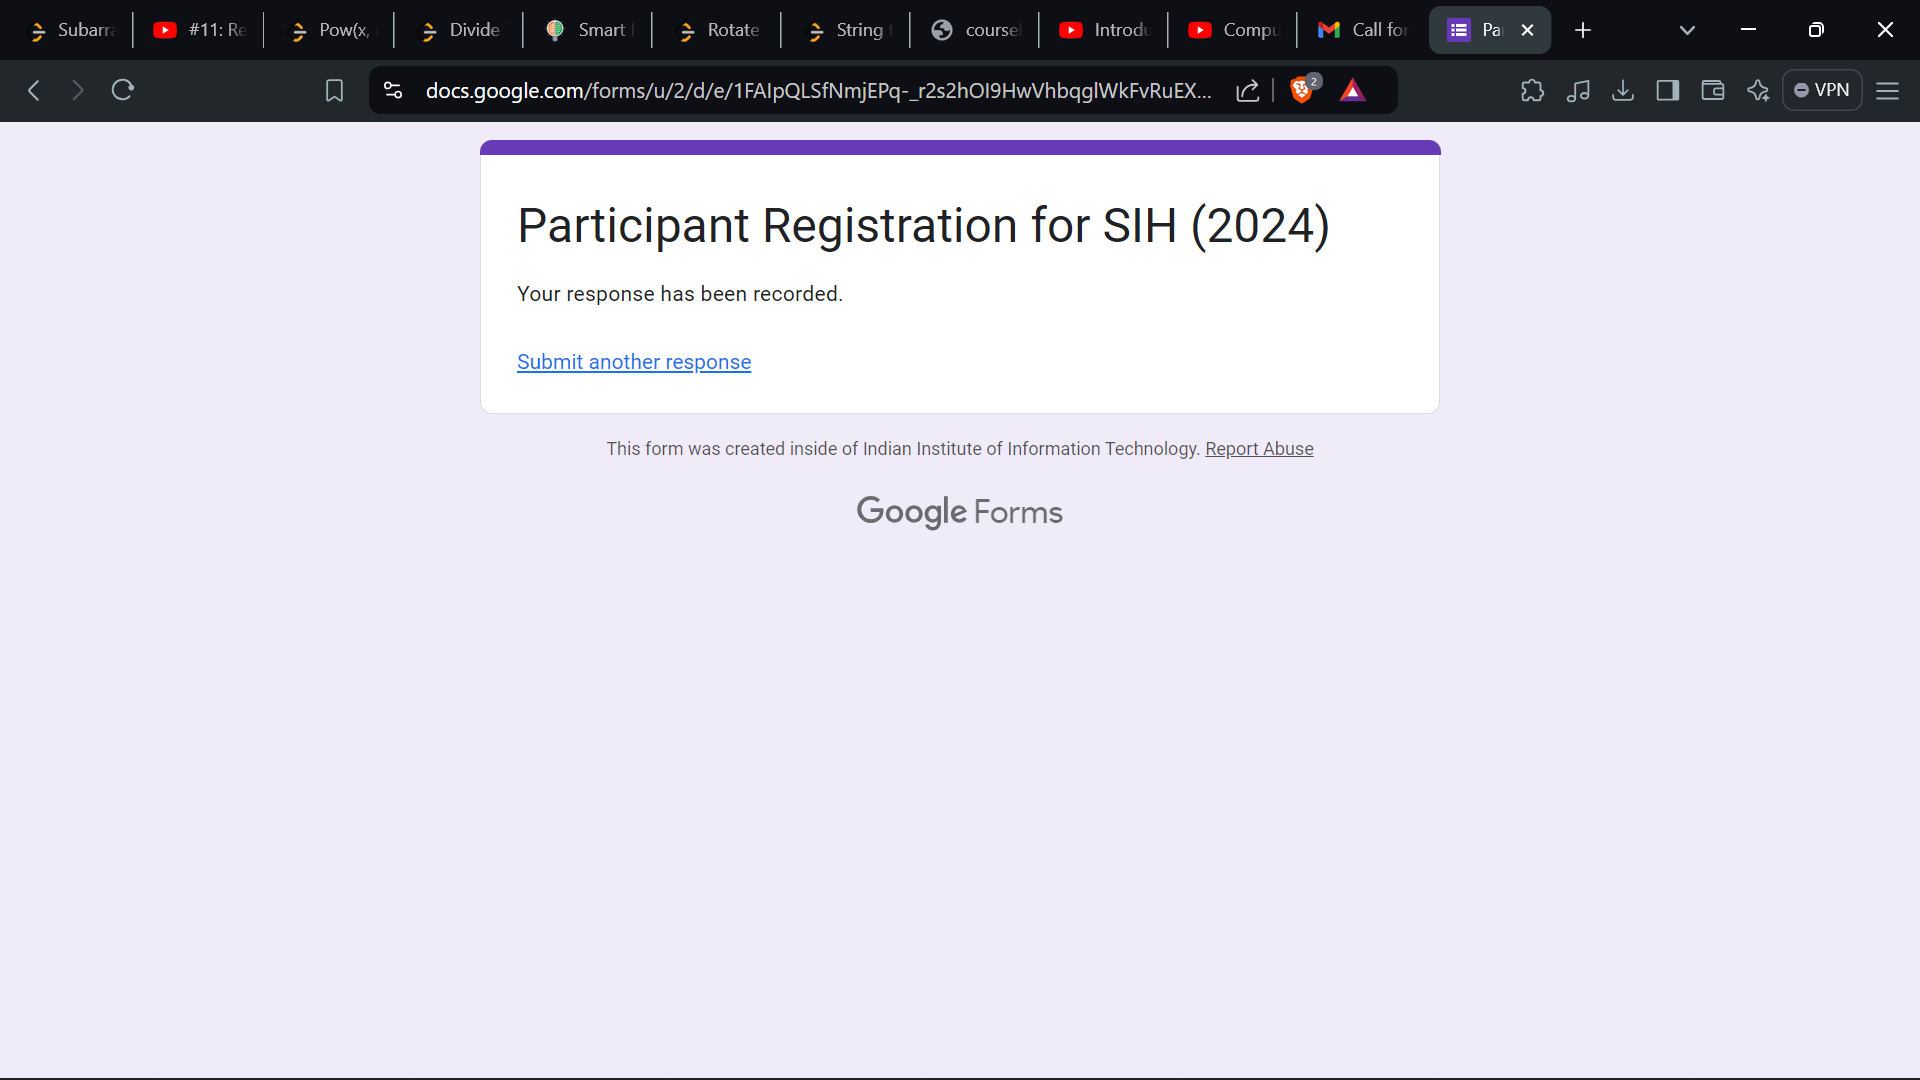 Subarra
#11: Re
Pow(x,
Divide
Smart I
Rotate
String t
coursel
Introdu
Compu
Call for
Pa
docs.google.com/forms/u/2/d/e/1FAIpQLSfNmjEPq-_r2s2hOI9HwVhbqglWkFvRuEX...
2
VPN
Participant Registration for SIH (2024)
Your response has been recorded.
Submit another response
This form was created inside of Indian Institute of Information Technology. Report Abuse
Google Forms